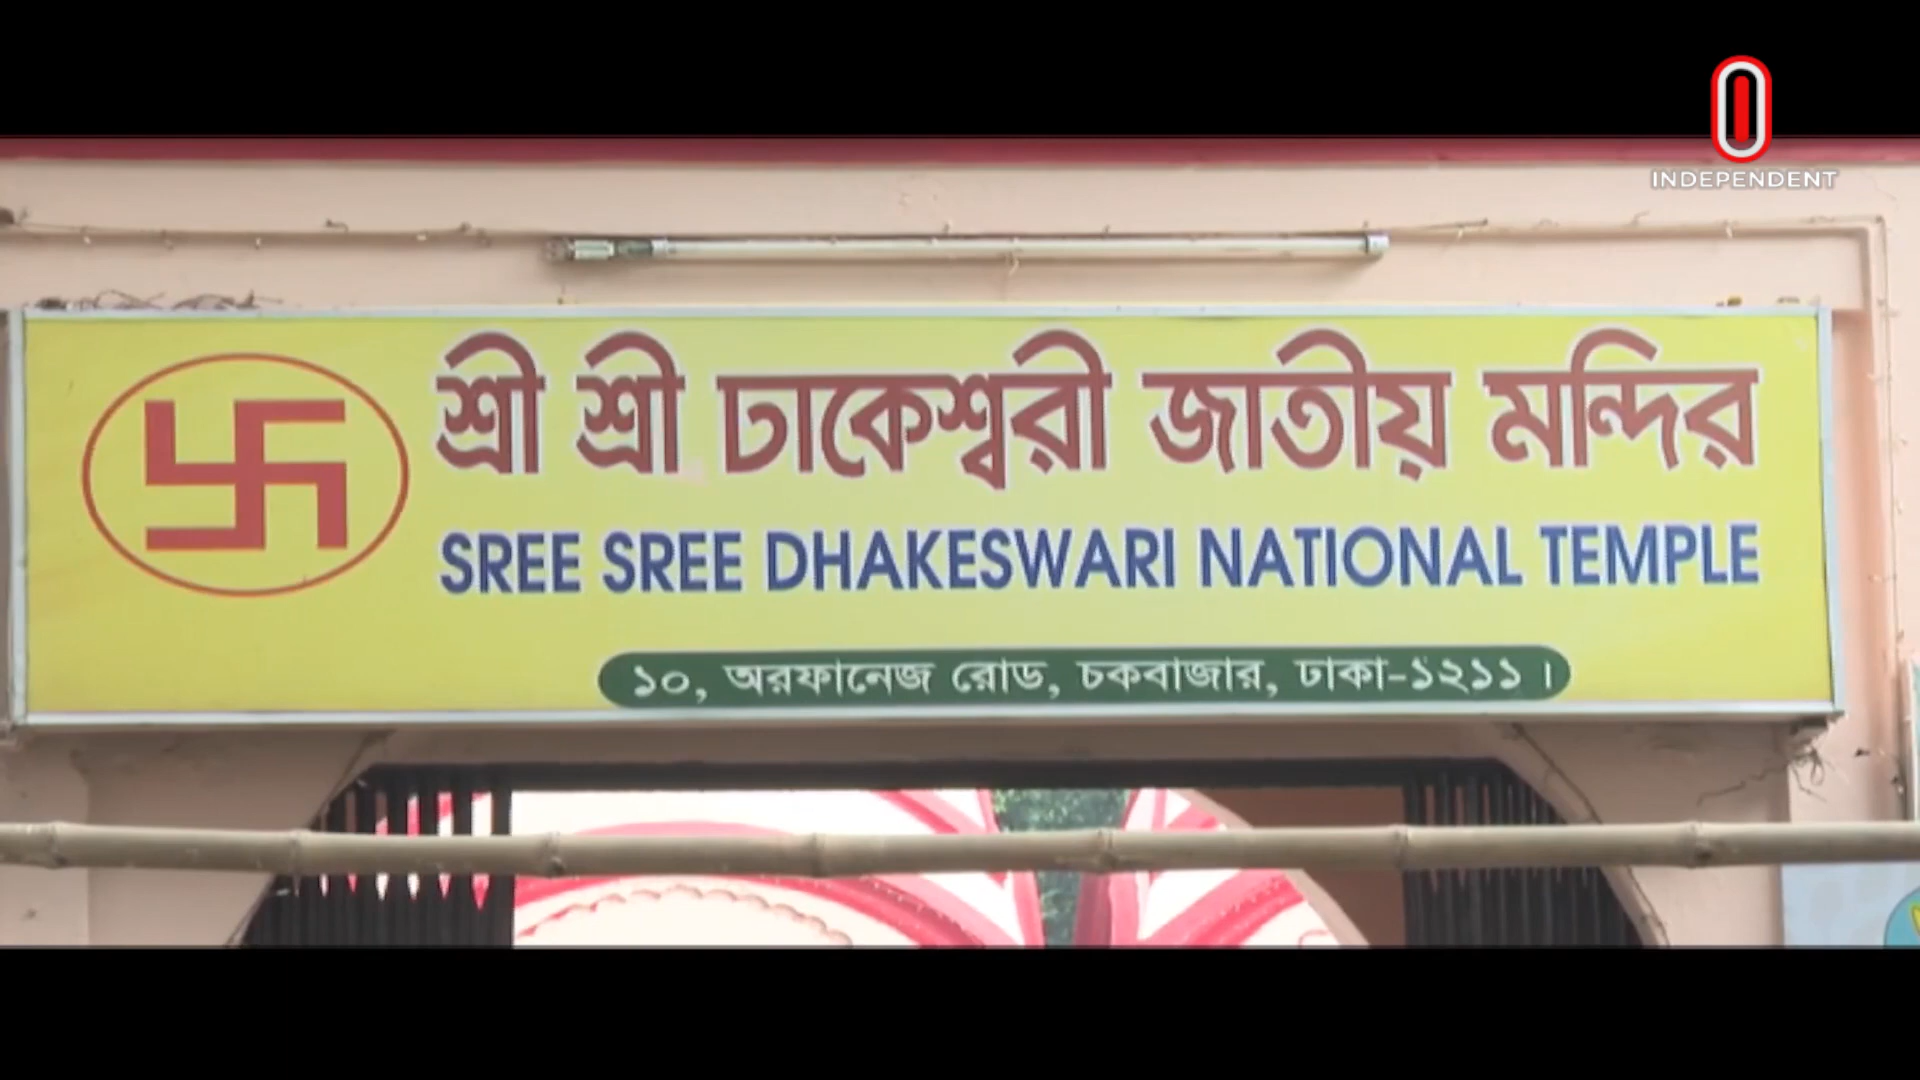 INDEPENDENT
শ্রী শ্রী ঢাকেশ্বরী জাতীয় মন্দির
SREE SREE DHAKESWARI NATIONAL TEMPLE
১০, অরফানেজ রোড, চকবাজার, ঢাকা-১২১১।